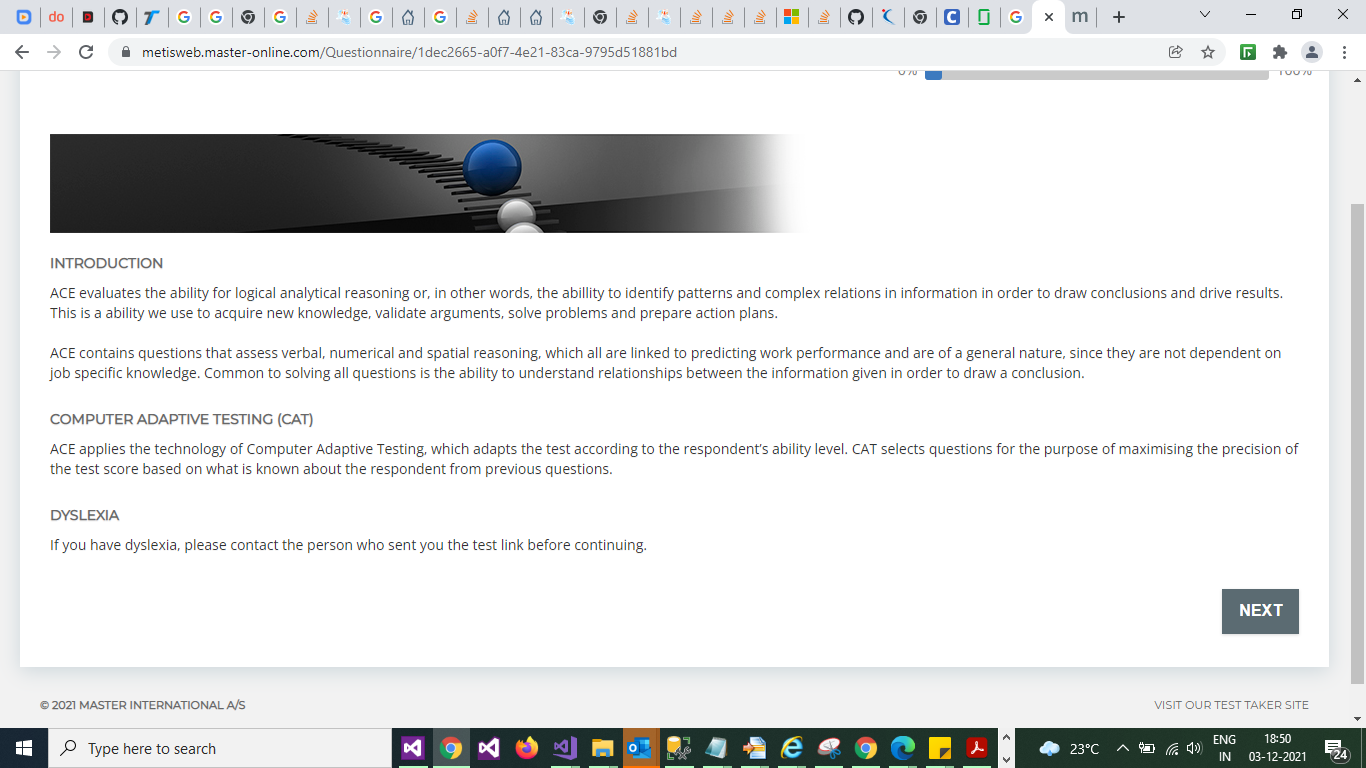 do
metisweb.master-online.com/Questionnaire/1dec2665-a0f7-4e21-83ca-9795d51881bd
0% 100%
INTRODUCTION
ACE evaluates the ability for logical analytical reasoning or, in other words, the abillity to identify patterns and complex relations in information in order to draw conclusions and drive results.
This is a ability we use to acquire new knowledge, validate arguments, solve problems and prepare action plans.
ACE contains questions that assess verbal, numerical and spatial reasoning, which all are linked to predicting work performance and are of a general nature, since they are not dependent on
job specific knowledge. Common to solving all questions is the ability to understand relationships between the information given in order to draw a conclusion.
COMPUTER ADAPTIVE TESTING (CAT)
ACE applies the technology of Computer Adaptive Testing, which adapts the test according to the respondent's ability level. CAT selects questions for the purpose of maximising the precision of
the test score based on what is known about the respondent from previous questions.
DYSLEXIA
If you have dyslexia, please contact the person who sent you the test link before continuing.
NEXT
© 2021 MASTER INTERNATIONAL A/S VISIT OUR TEST TAKER SITE
Type here to search 23°C ENG 18:50
IN 03-12-2021 24